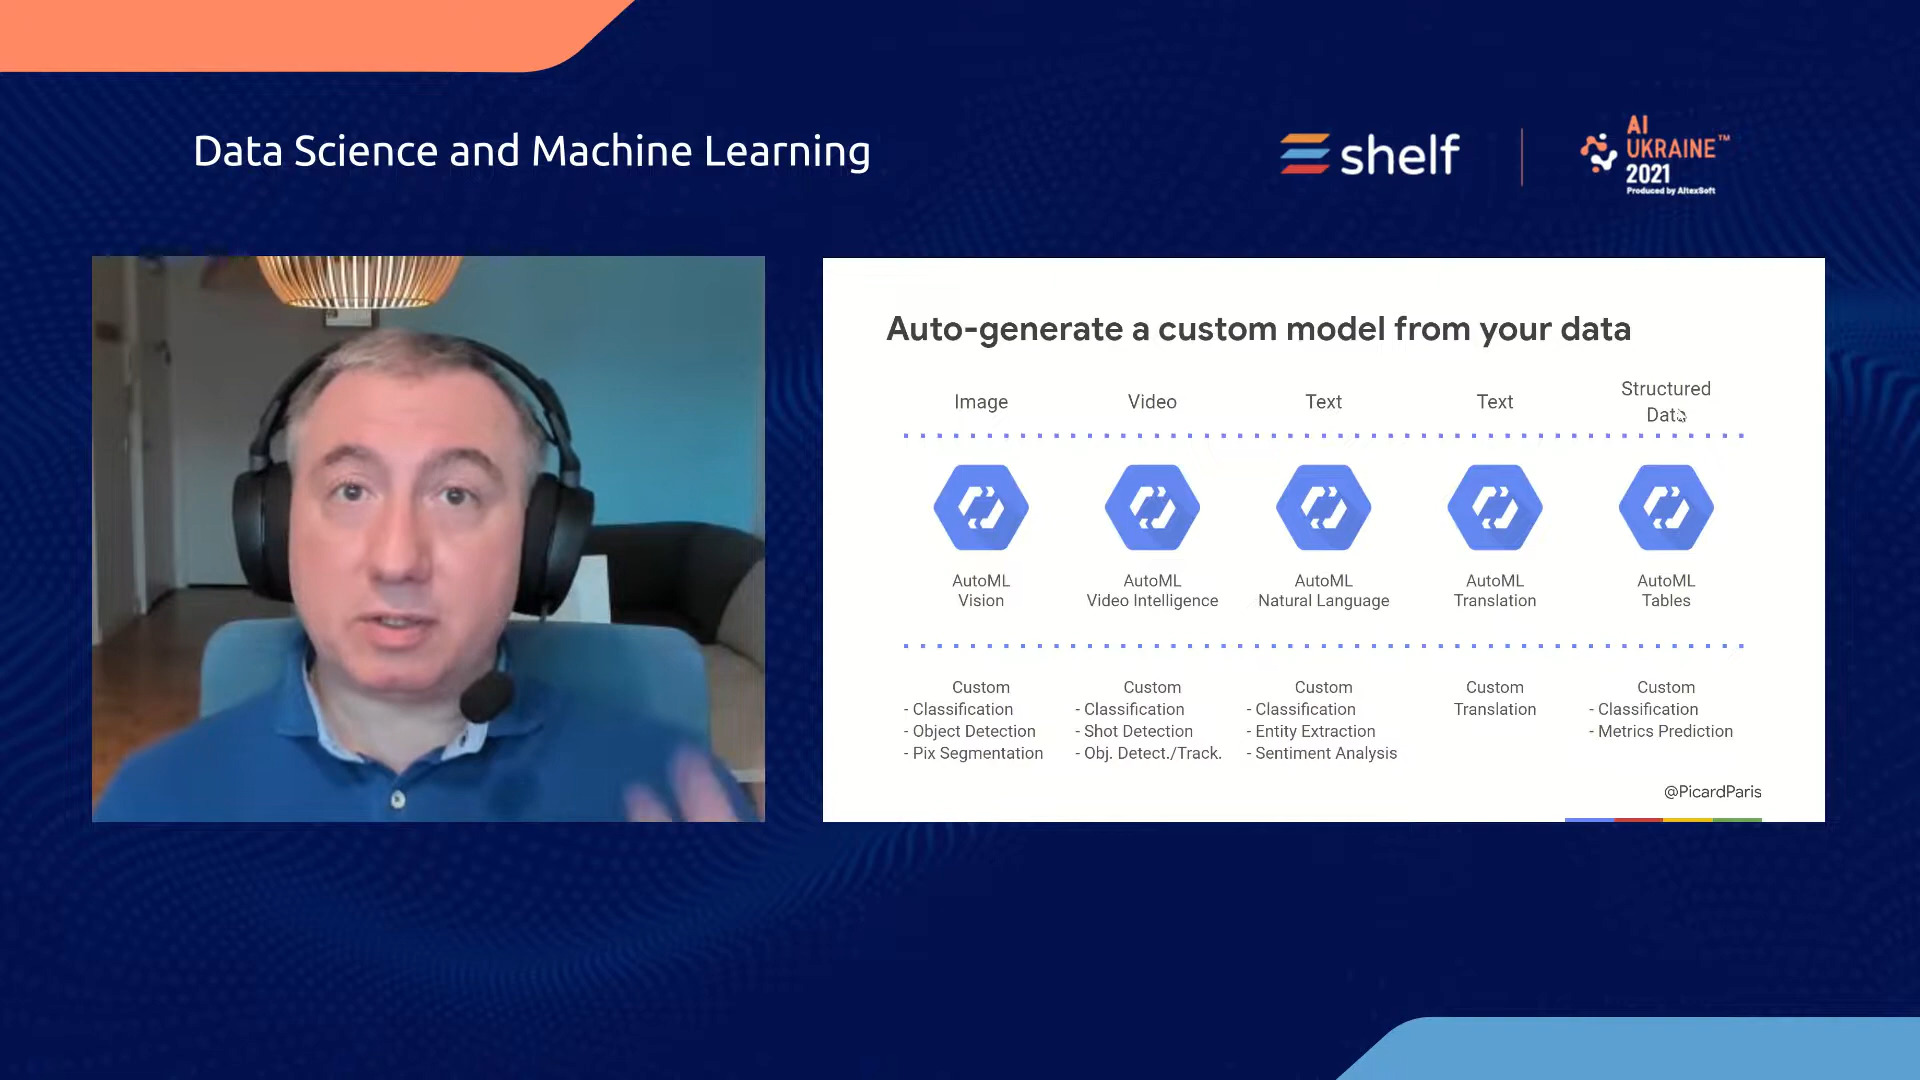 Data Science and Machine Learning
shelf
AI
UKRAINE™
2021
Produced by AltexSoft
Auto-generate a custom model from your data
Image
Video
Text
Text
Structured
Data
AutoML
Vision
AutoML
Video Intelligence
AutoML
Natural Language
AutoML
Translation
AutoML
Tables
Custom
- Classification
- Object Detection
- Pix Segmentation
Custom
- Classification
- Shot Detection
- Obj. Detect./Track.
Custom
- Classification
- Entity Extraction
- Sentiment Analysis
Custom
Translation
Custom
- Classification
- Metrics Prediction
@PicardParis